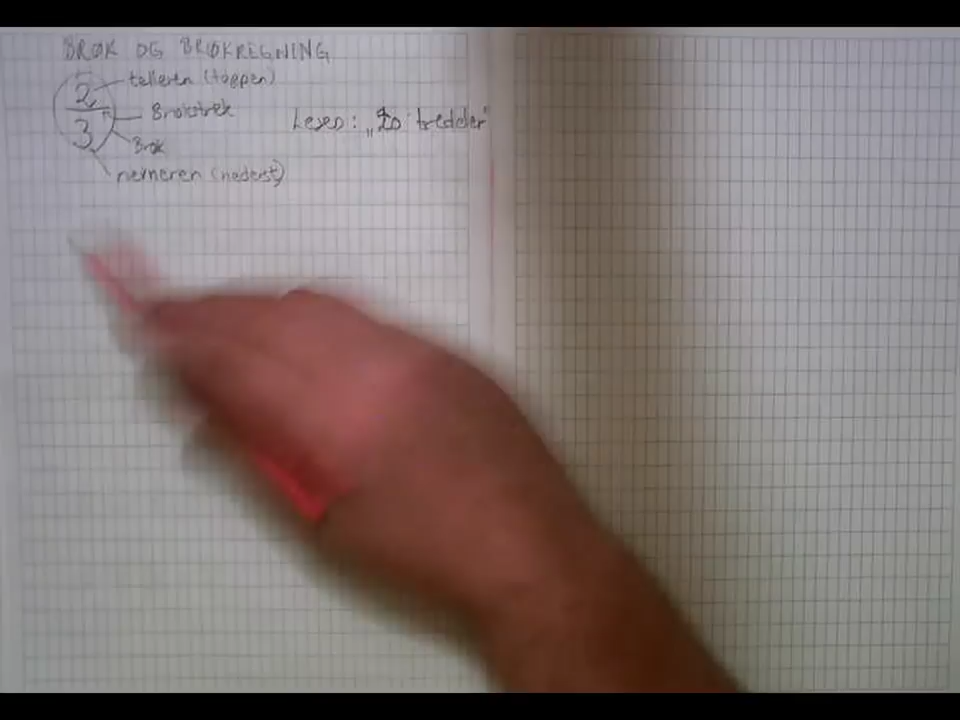 BRØK OG BRØKREGNING
2 telleren (toppen)
Brøkstrek
3 Brøk
Leses: „to tredeler"
nevneren (nederst)